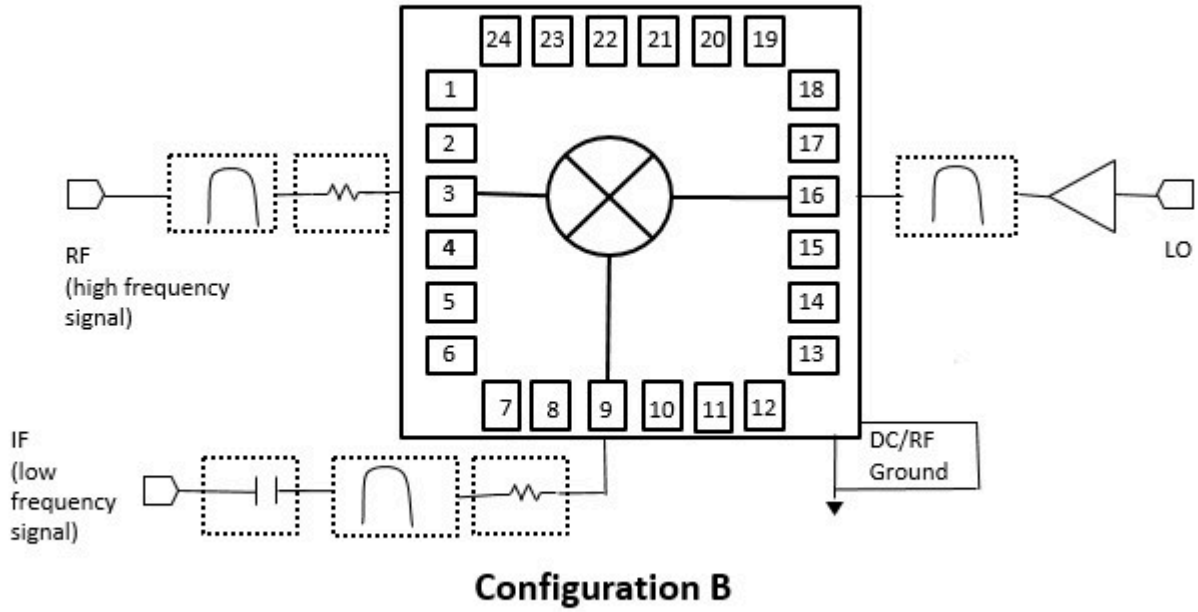 24 23 22 21 20 19
1
18
2
17
3
16
4
15
5
14
6
13
7 8 9 10 11 12
RF
(high frequency
signal)
LO
IF
(low
frequency
signal)
DC/RF
Ground
Configuration B